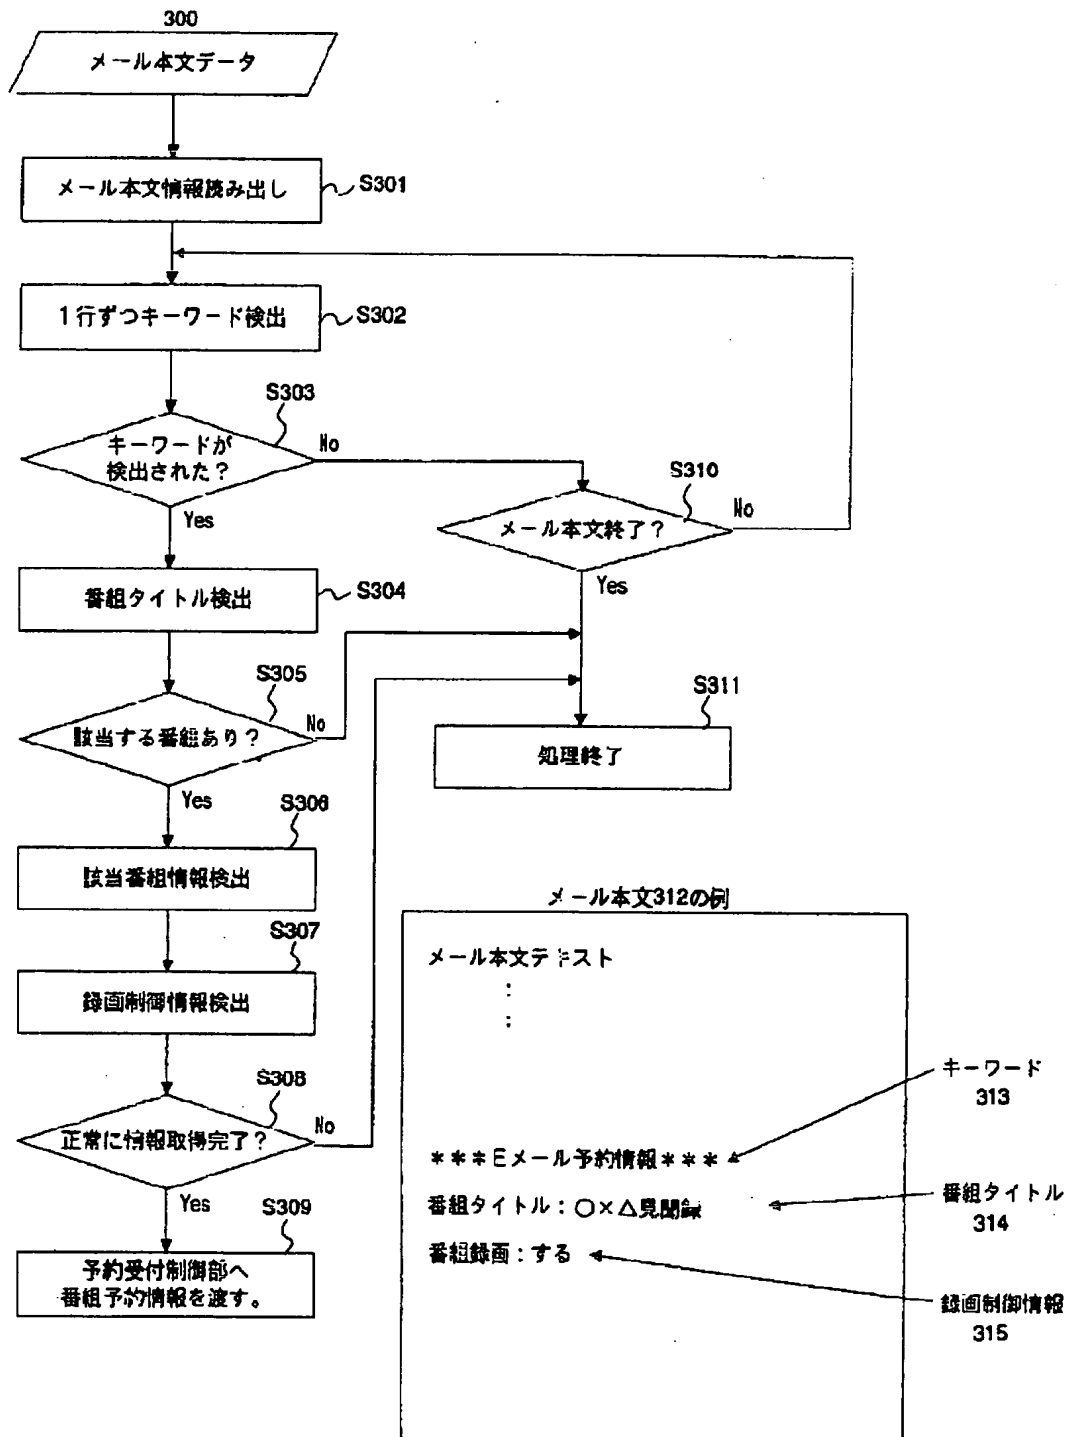 300
メール本文データ
メール本文情報読み出し
S301
1行ずつキーワード検出
S302
S303
キーワードが
検出された?
No
Yes
S310
メール本文終了?
No
Yes
番組タイトル検出
S304
S305
該当する番組あり?
No
Yes
S311
処理終了
S306
該当番組情報検出
S307
録画制御情報検出
S308
正常に情報取得完了?
No
Yes
S309
予約受付制御部へ
番組予約情報を渡す。
メール本文312の例
メール本文テキスト
:
:
***Eメール予約情報***
番組タイトル:○×△見聞録
番組録画:する
キーワード
313
番組タイトル
314
録画制御情報
315